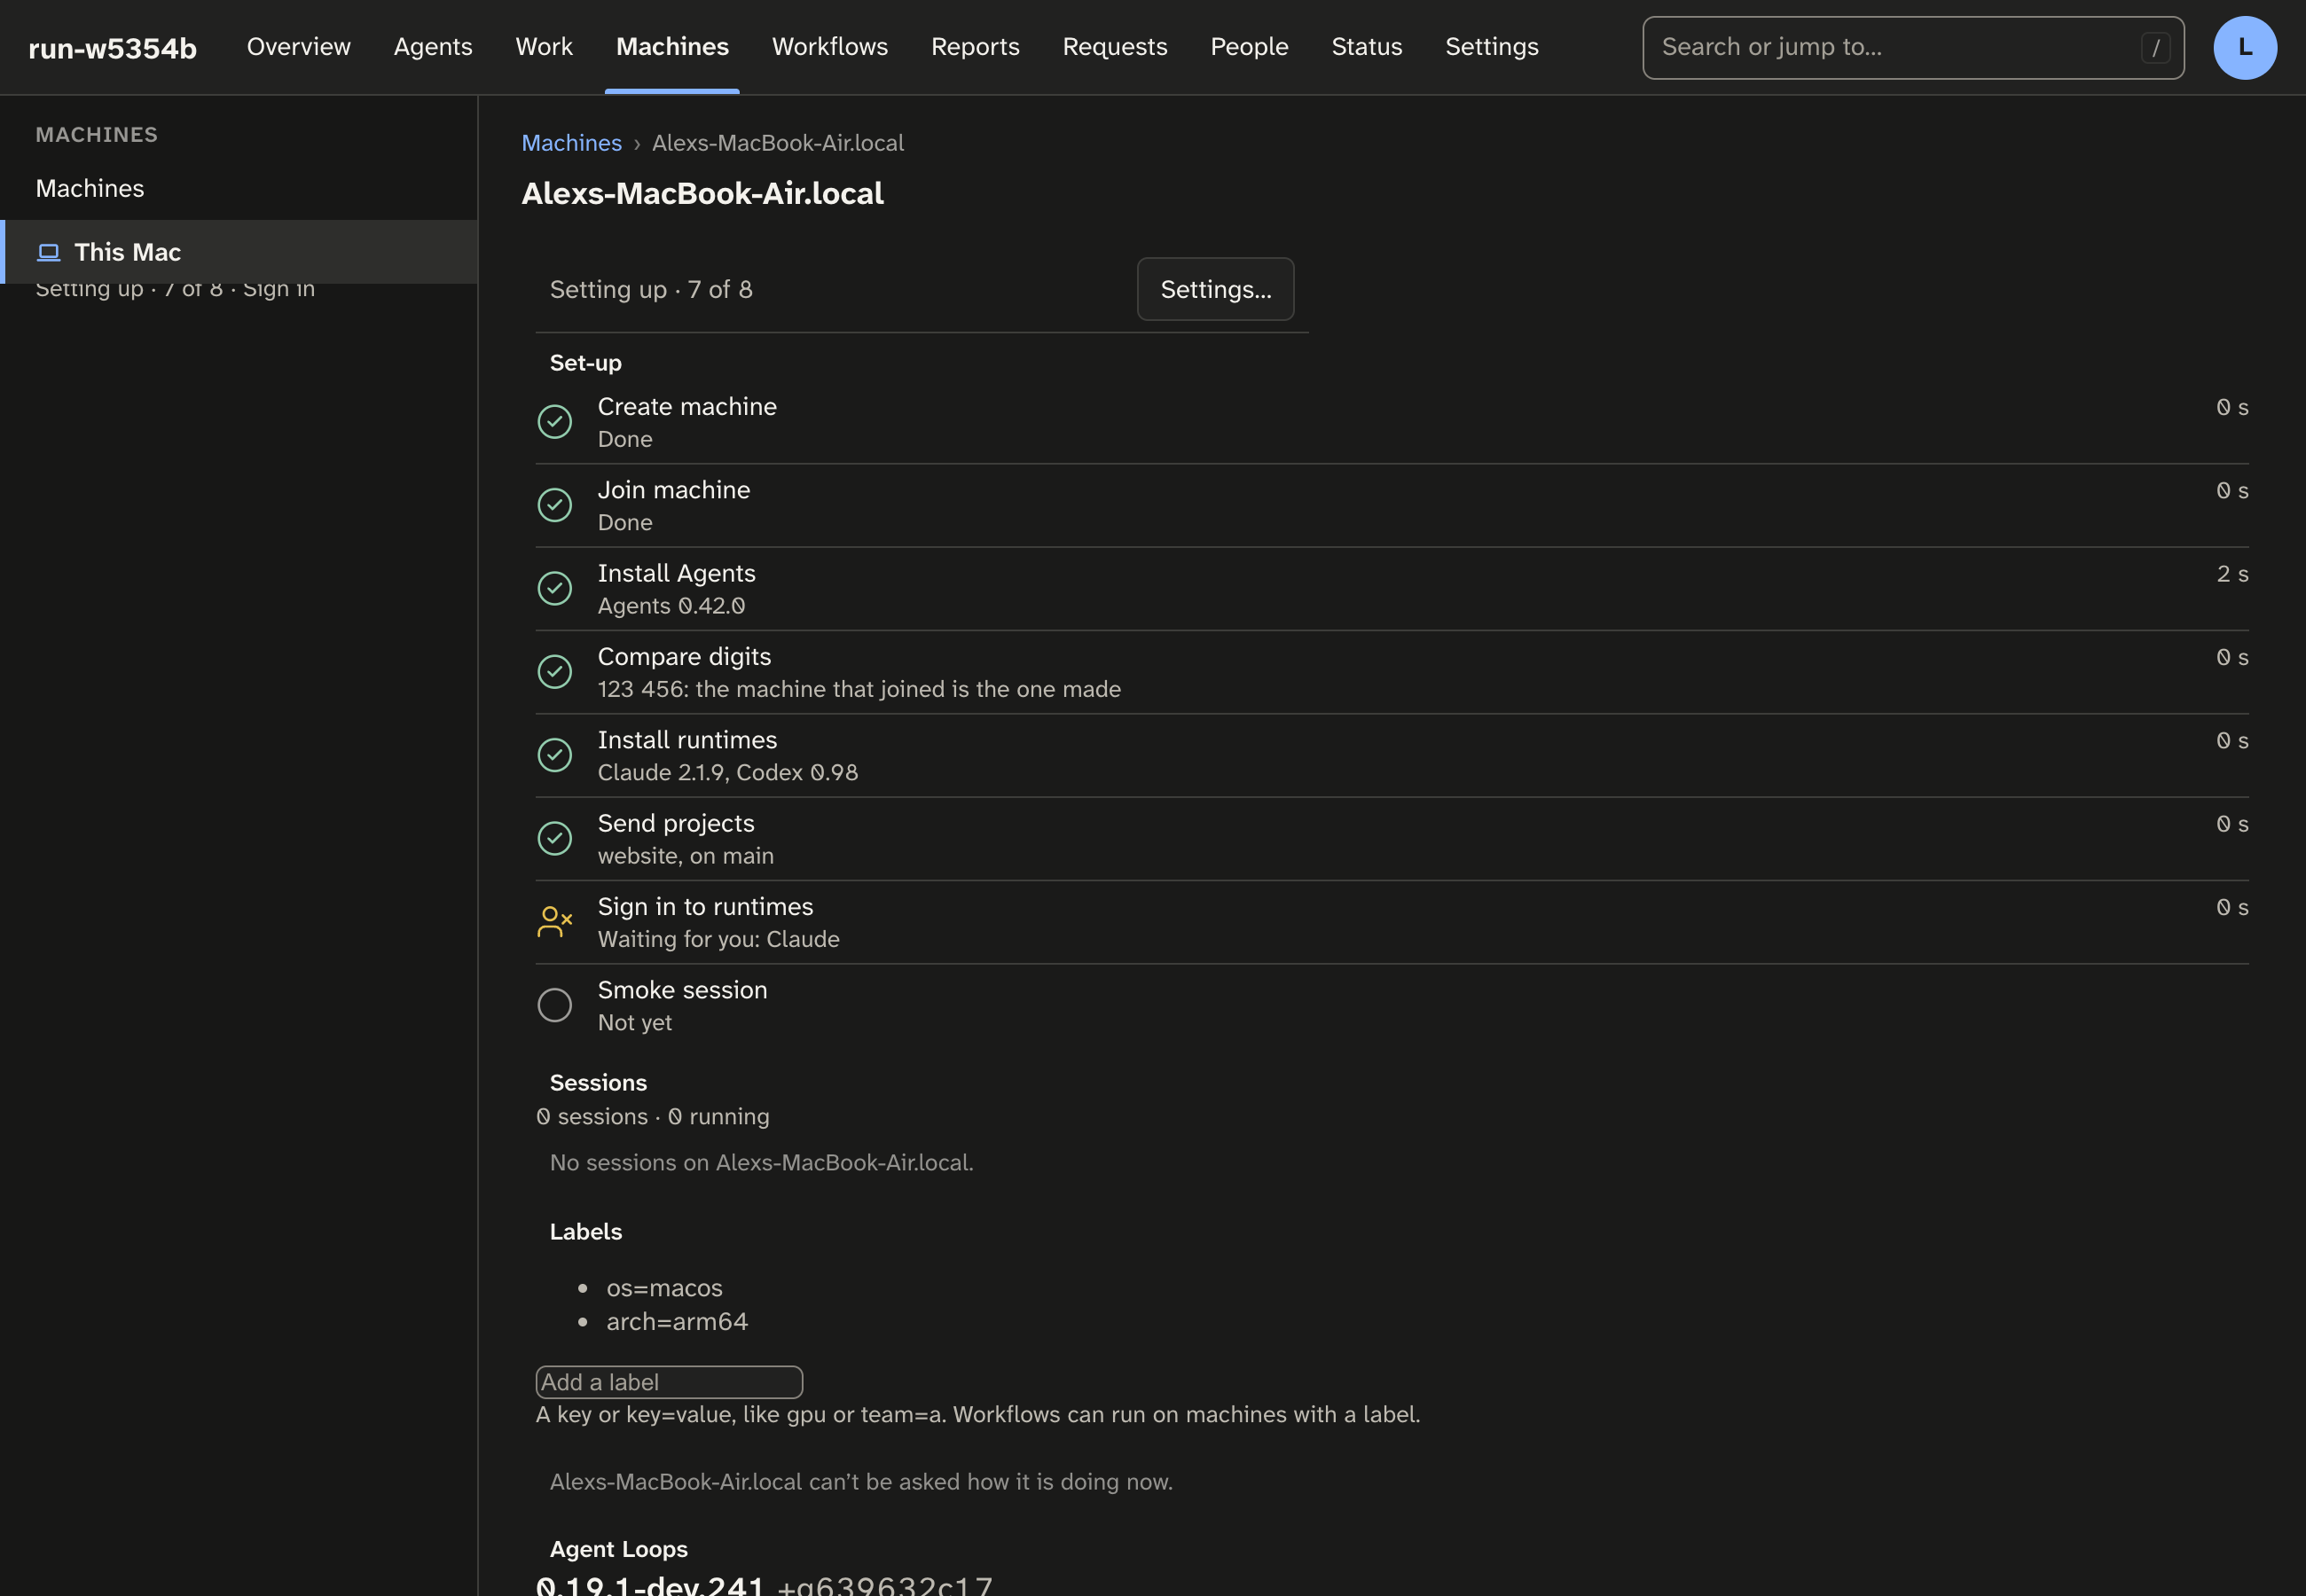 run-w5354b
Overview
Agents
Work
Machines
Workflows
Reports
Requests
People
Status
Settings
Search or jump to...
/
L
MACHINES
Machines
This Mac
Setting up · 7 of 8 · Sign in
Machines › Alexs-MacBook-Air.local
Alexs-MacBook-Air.local
Setting up · 7 of 8
Settings...
Set-up
Create machine
0 s
Done
Join machine
0 s
Done
Install Agents
2 s
Agents 0.42.0
Compare digits
0 s
123 456: the machine that joined is the one made
Install runtimes
0 s
Claude 2.1.9, Codex 0.98
Send projects
0 s
website, on main
Sign in to runtimes
0 s
Waiting for you: Claude
Smoke session
Not yet
Sessions
0 sessions · 0 running
No sessions on Alexs-MacBook-Air.local.
Labels
os=macos
arch=arm64
Add a label
A key or key=value, like gpu or team=a. Workflows can run on machines with a label.
Alexs-MacBook-Air.local can’t be asked how it is doing now.
Agent Loops
0.19.1-dev.241 +g639632c17